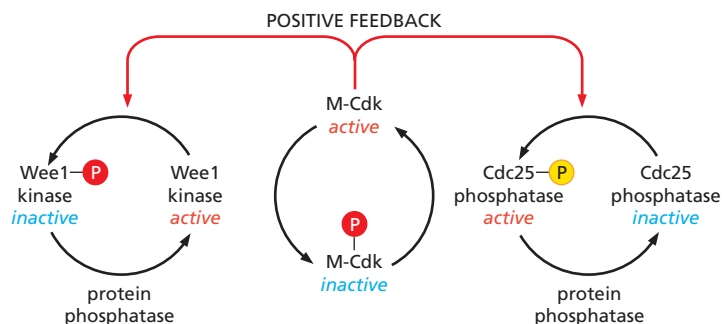 POSITIVE FEEDBACK
M-Cdk
active
Wee1
P
kinase
inactive
Wee1
kinase
active
P
M-Cdk
inactive
Cdc25
P
phosphatase
active
Cdc25
phosphatase
inactive
protein
phosphatase
protein
phosphatase